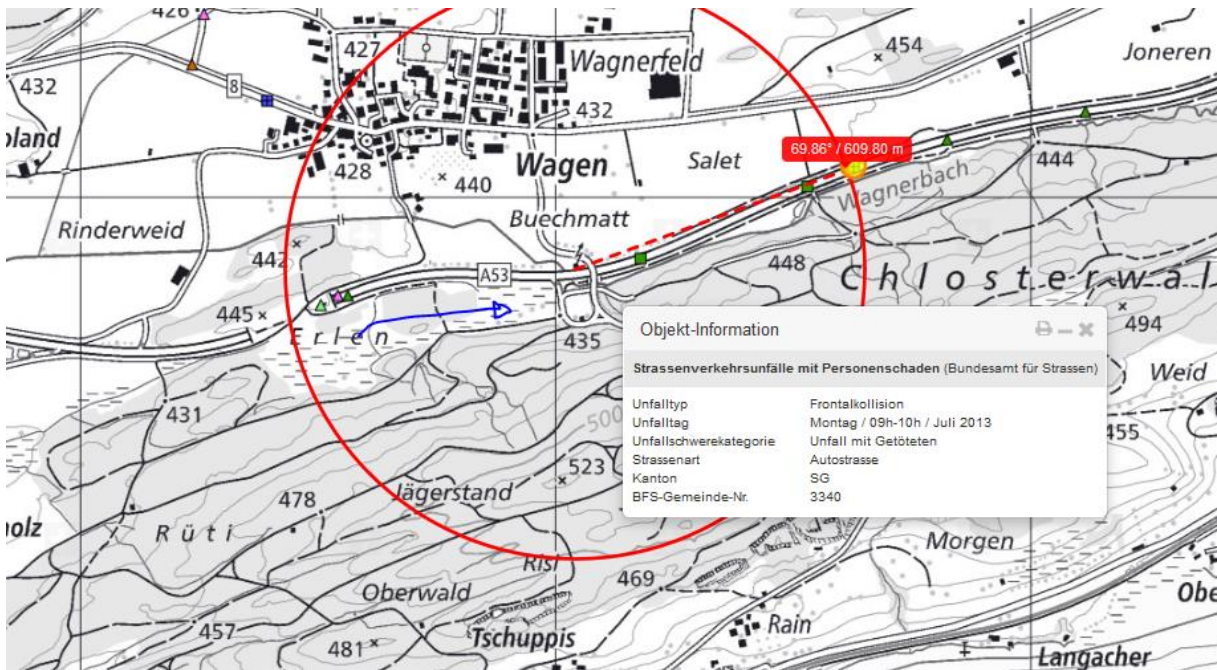 426
427
454
Joneren
432
Wagnerfeld
8
432
Wagen
Salet
69.86° / 609.80 m
444
428
440
Wagnerbach
Rinderweid
Buechmatt
442
A53
448
Chlosterwal
445
Erlen
435
494
Objekt-Information
Strassenverkehrsunfälle mit Personenschaden (Bundesamt für Strassen)
Weid
Unfalltyp Frontalkollision
Unfalltag Montag / 09h-10h / Juli 2013
Unfallschwerekategorie Unfall mit Getöteten
Strassenart Autostrasse
Kanton SG
BFS-Gemeinde-Nr. 3340
431
500
455
523
478
Jägerstand
Rüti
holz
Risi
469
Morgen
Oberwald
Obe
457
Tschuppis
Rain
481
Langacher